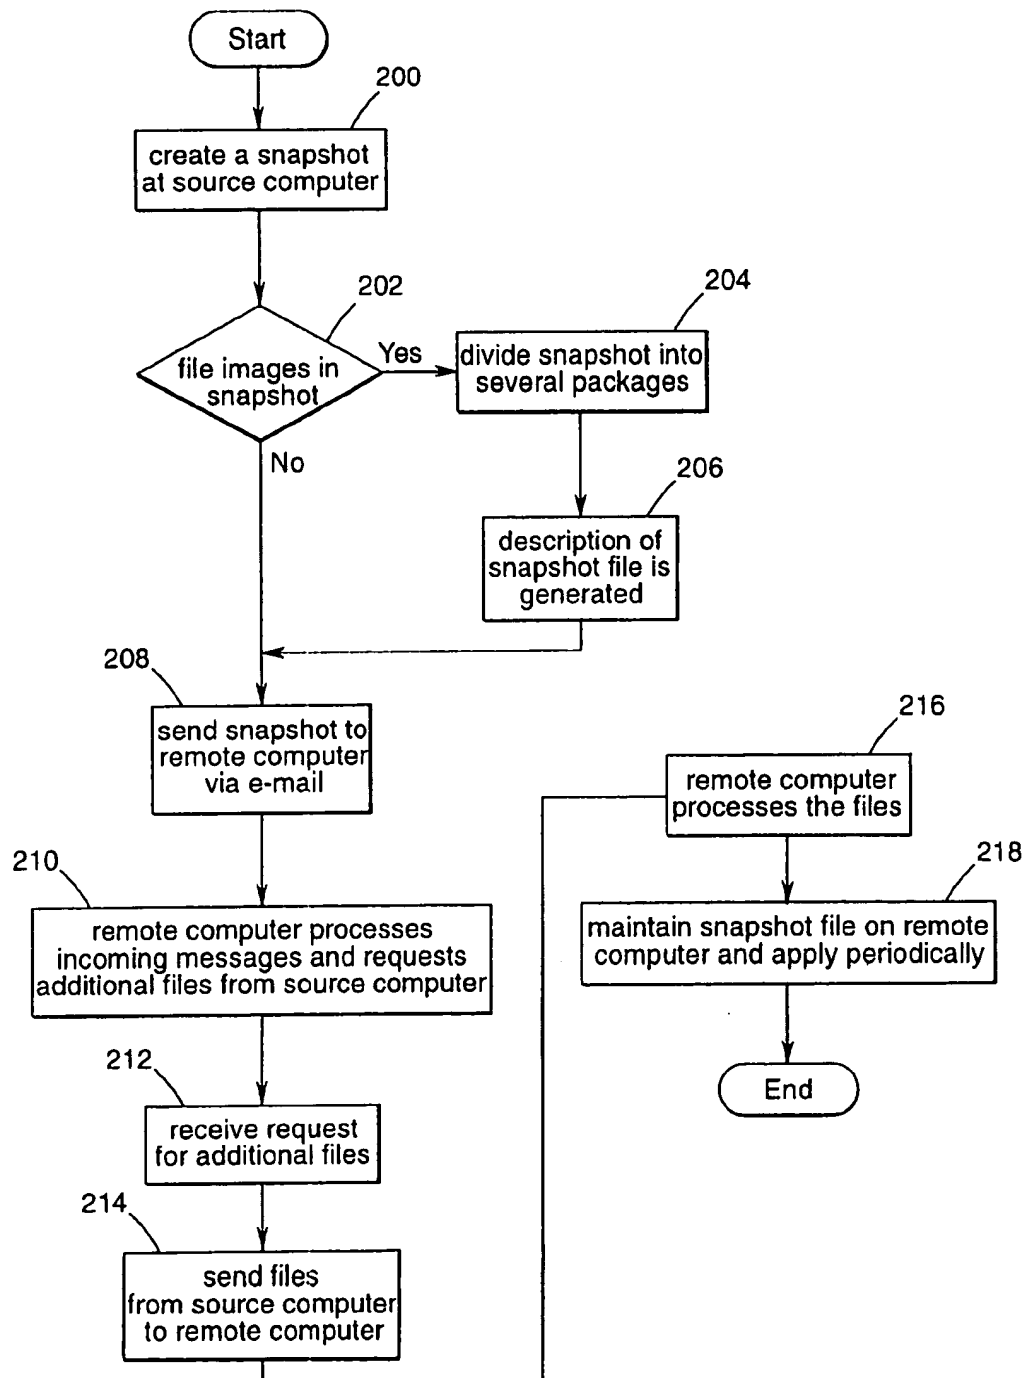 Start
200
create a snapshot
at source computer
202
file images in
snapshot
Yes
204
divide snapshot into
several packages
No
206
description of
snapshot file is
generated
208
send snapshot to
remote computer
via e-mail
210
remote computer processes
incoming messages and requests
additional files from source computer
212
receive request
for additional files
214
send files
from source computer
to remote computer
216
remote computer
processes the files
218
maintain snapshot file on remote
computer and apply periodically
End